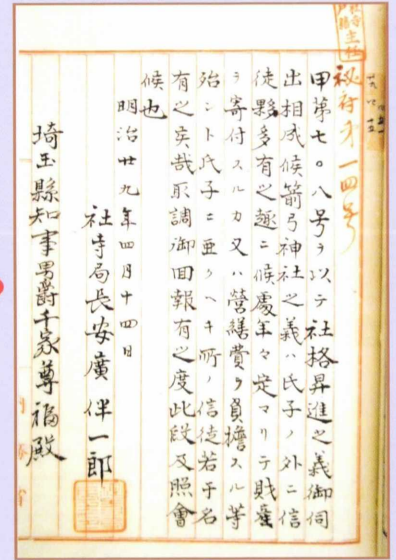 秘府才一四号
甲第七〇八号ヲ以テ社格昇進之義御伺
出相成候箭弓神社之義ハ氏子ノ外ニ信
徒夥多有之趣ニ候處年々定マリテ財産
ヲ寄付スルカ又ハ營繕費ヲ負擔スル等
殆ント氏子ニ亜クヘキ所ノ信徒若干名
有之実哉取調御回報有之度此段及照會
候也
明治廿九年四月十四日
社寺局長安廣伴一郎
埼玉縣知事男爵千家尊福殿